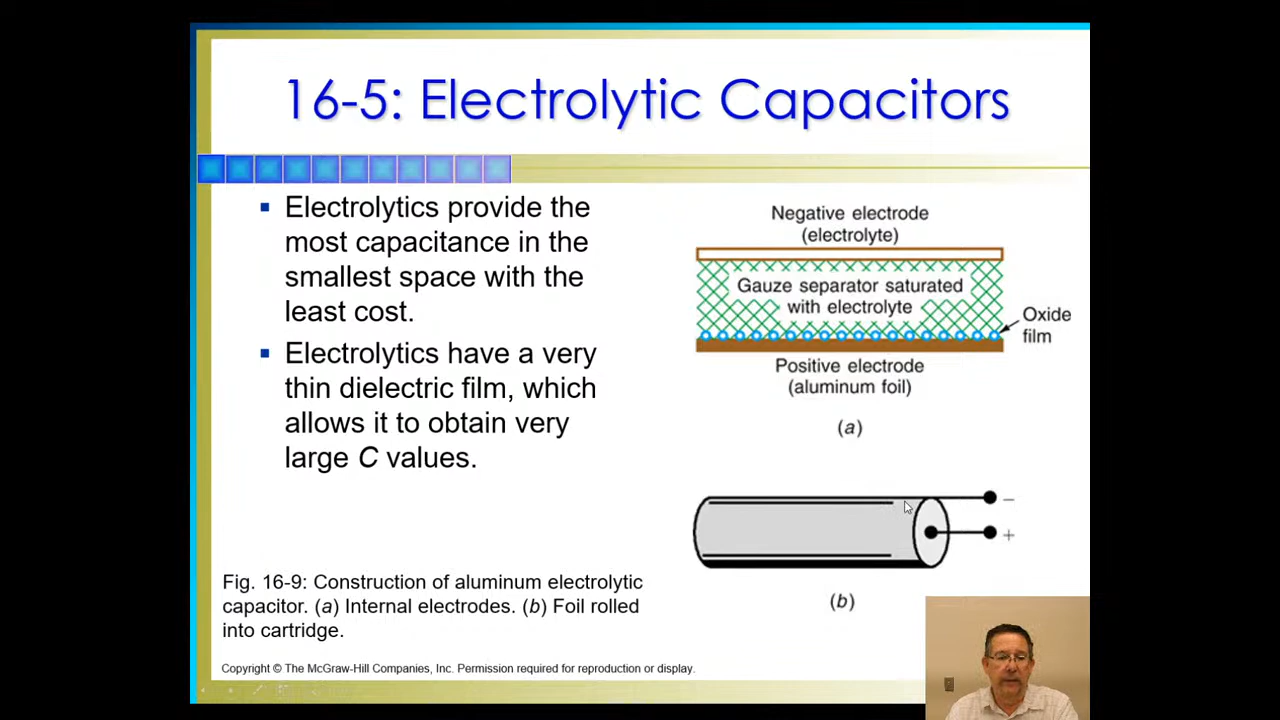 16-5: Electrolytic Capacitors
Electrolytics provide the
most capacitance in the
smallest space with the
least cost.
Electrolytics have a very
thin dielectric film, which
allows it to obtain very
large C values.
Negative electrode
(electrolyte)
Gauze separator saturated
with electrolyte
Oxide
film
Positive electrode
(aluminum foil)
(a)
−
+
(b)
Fig. 16-9: Construction of aluminum electrolytic
capacitor. (a) Internal electrodes. (b) Foil rolled
into cartridge.
Copyright © The McGraw-Hill Companies, Inc. Permission required for reproduction or display.